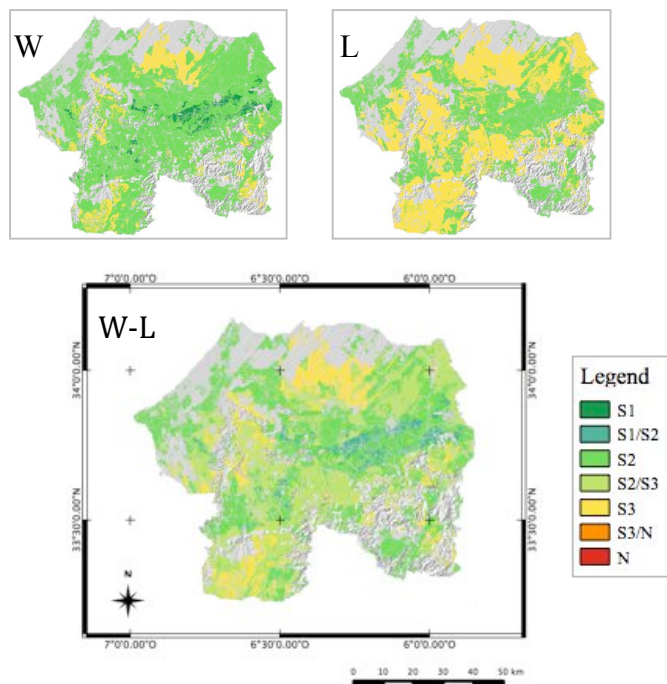 W
L
7°0'0.00"O
6°30'0.00"O
6°0'0.00"O
W-L
34°0'0.00"N
33°30'0.00"N
34°0'0.00"N
33°30'0.00"N
N
7°0'0.00"O
6°30'0.00"O
6°0'0.00"O
0 10 20 30 40 50 km
Legend
S1
S1/S2
S2
S2/S3
S3
S3/N
N